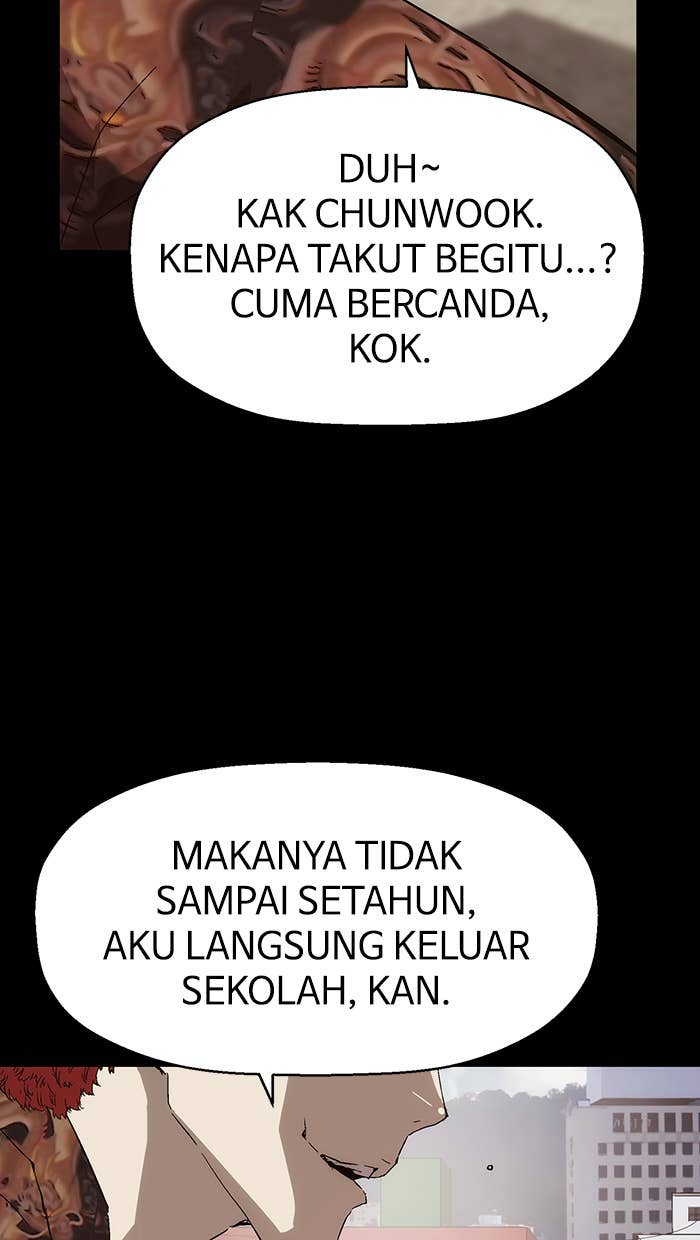 DUH~
KAK CHUNWOOK.
KENAPA TAKUT BEGITU...?
CUMA BERCANDA,
KOK.
MAKANYA TIDAK
SAMPAI SETAHUN,
AKU LANGSUNG KELUAR
SEKOLAH, KAN.